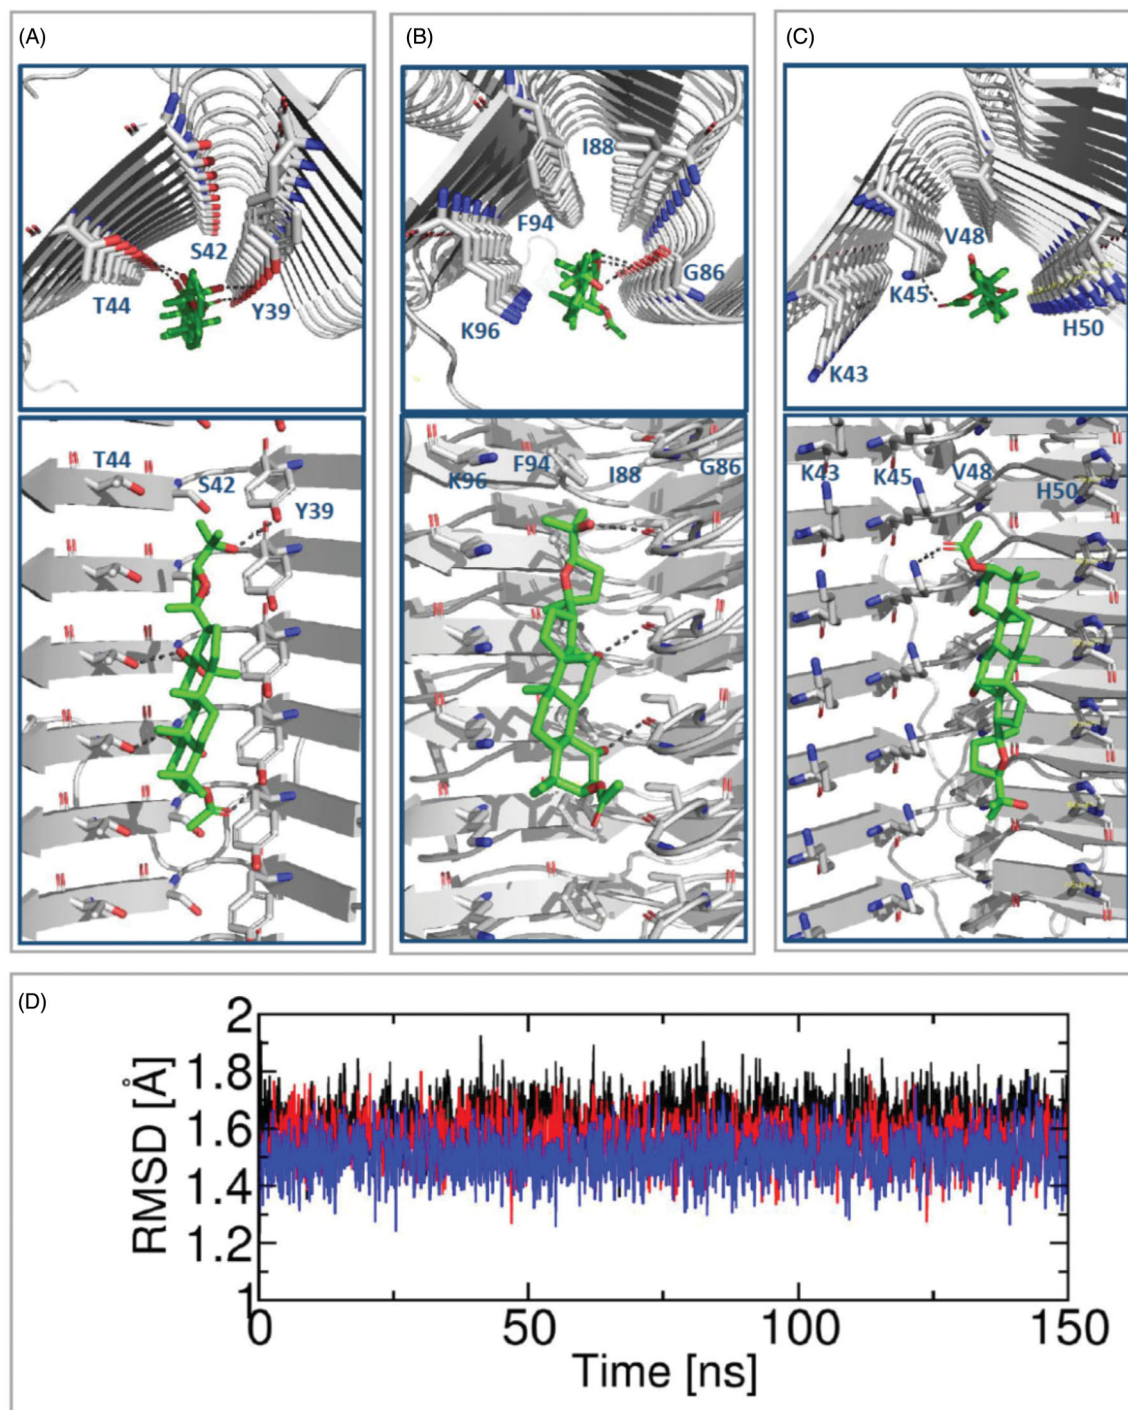 (A)
(B)
(C)
S42
T44
Y39
I88
F94
G86
K96
V48
K45
H50
K43
T44
S42
Y39
K96
F94
I88
G86
K43
K45
V48
H50
(D)
RMSD [Å]
2
1.8
1.6
1.4
1.2
1
0
50
100
150
Time [ns]